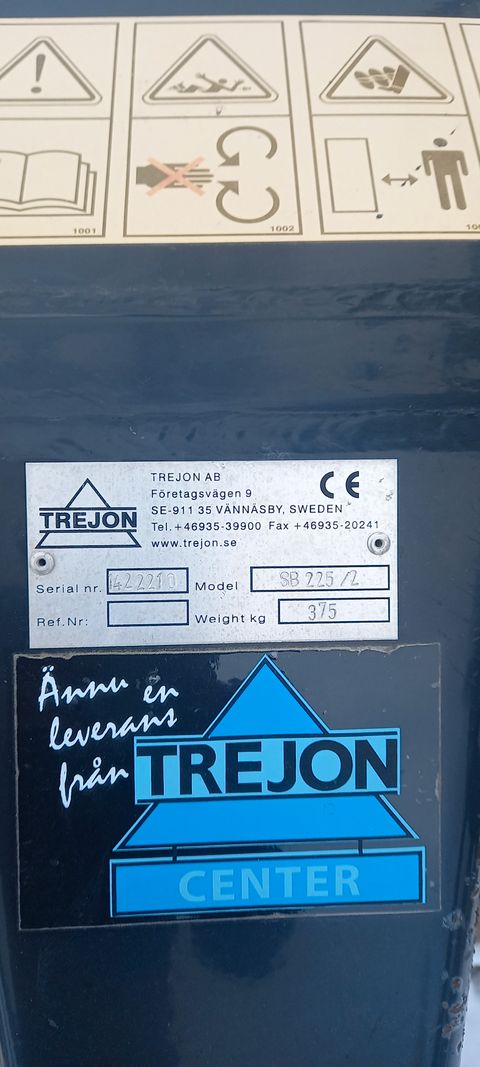 1001
1002
TREJON
TREJON AB
Företagsvägen 9
SE-911 35 VÄNNÄSBY, SWEDEN
Tel. +46935-39900 Fax +46935-20241
www.trejon.se
CE
Serial nr. 422210 Model SB 225/2
Ref.Nr: Weight kg 375
Ännu en
leverans
från
TREJON
CENTER